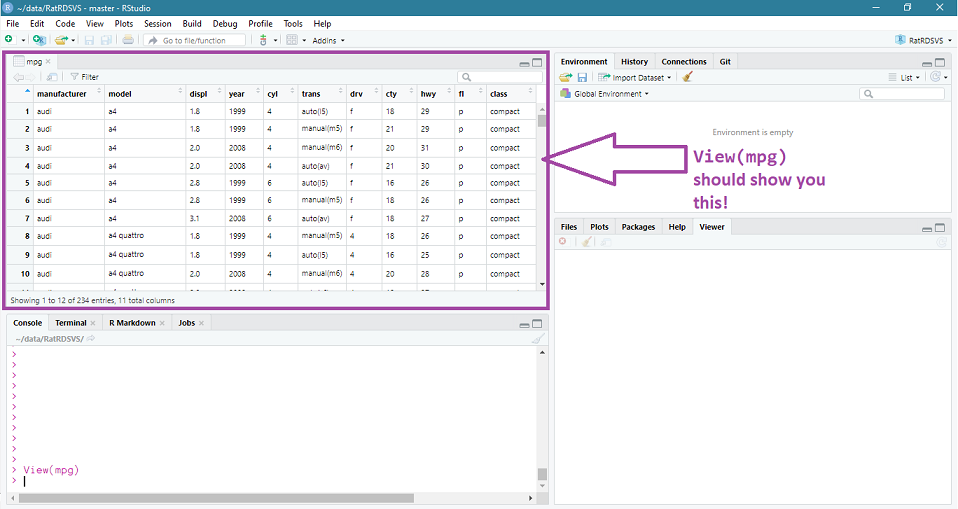 ~/data/RatRDSVS - master - RStudio
File Edit Code View Plots Session Build Debug Profile Tools Help
Go to file/function Addins RatRDSVS
mpg
Filter
manufacturer model displ year cyl trans drv cty hwy fl class
1 audi a4 1.8 1999 4 auto(l5) f 18 29 p compact
2 audi a4 1.8 1999 4 manual(m5) f 21 29 p compact
3 audi a4 2.0 2008 4 manual(m6) f 20 31 p compact
4 audi a4 2.0 2008 4 auto(av) f 21 30 p compact
5 audi a4 2.8 1999 6 auto(l5) f 16 26 p compact
6 audi a4 2.8 1999 6 manual(m5) f 18 26 p compact
7 audi a4 3.1 2008 6 auto(av) f 18 27 p compact
8 audi a4 quattro 1.8 1999 4 manual(m5) 4 18 26 p compact
9 audi a4 quattro 1.8 1999 4 auto(l5) 4 16 25 p compact
10 audi a4 quattro 2.0 2008 4 manual(m6) 4 20 28 p compact
Showing 1 to 12 of 234 entries, 11 total columns
Console Terminal R Markdown Jobs
~/data/RatRDSVS/
>
>
>
>
>
>
>
>
>
>
>
> View(mpg)
>
Environment History Connections Git
Import Dataset List
Global Environment
Environment is empty
View(mpg)
should show you
this!
Files Plots Packages Help Viewer